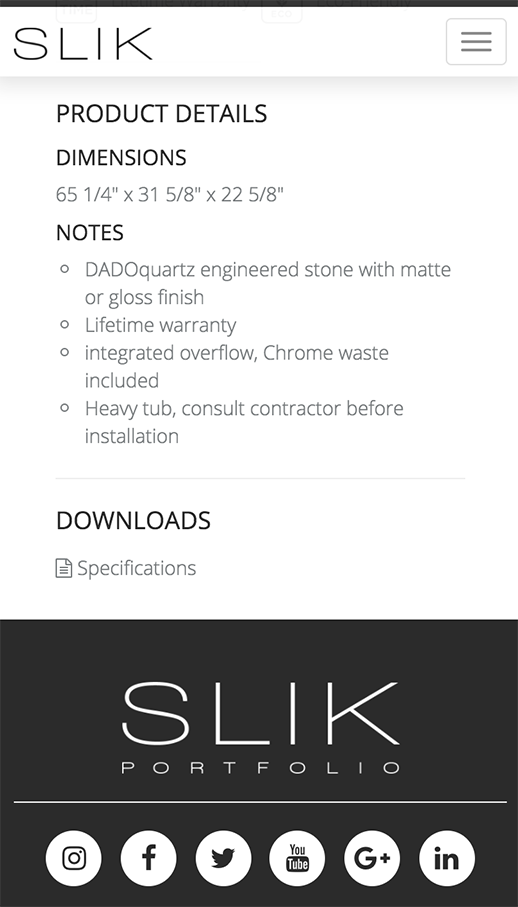 SLIK
PRODUCT DETAILS
DIMENSIONS
65 1/4" x 31 5/8" x 22 5/8"
NOTES
DADOquartz engineered stone with matte
or gloss finish
Lifetime warranty
integrated overflow, Chrome waste
included
Heavy tub, consult contractor before
installation
DOWNLOADS
Specifications
SLIK
PORTFOLIO
You
Tube
G+
in